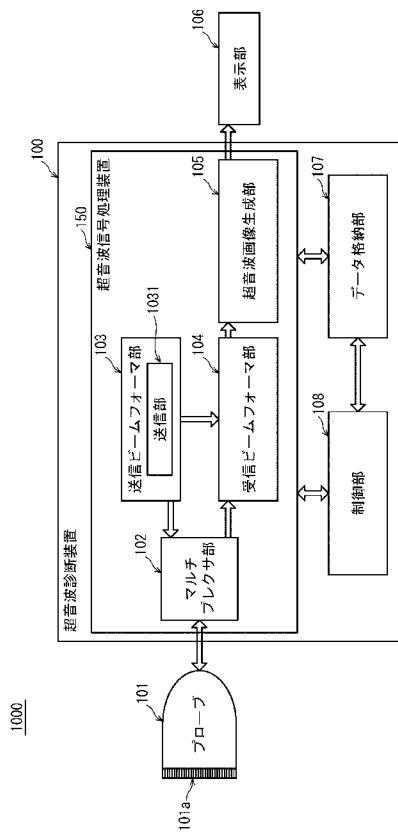 1000
100
超音波診断装置
150
超音波信号処理装置
101
プローブ
101a
102
マルチ
プレクサ部
103
送信ビームフォーマ部
1031
送信部
104
受信ビームフォーマ部
105
超音波画像生成部
106
表示部
108
制御部
107
データ格納部